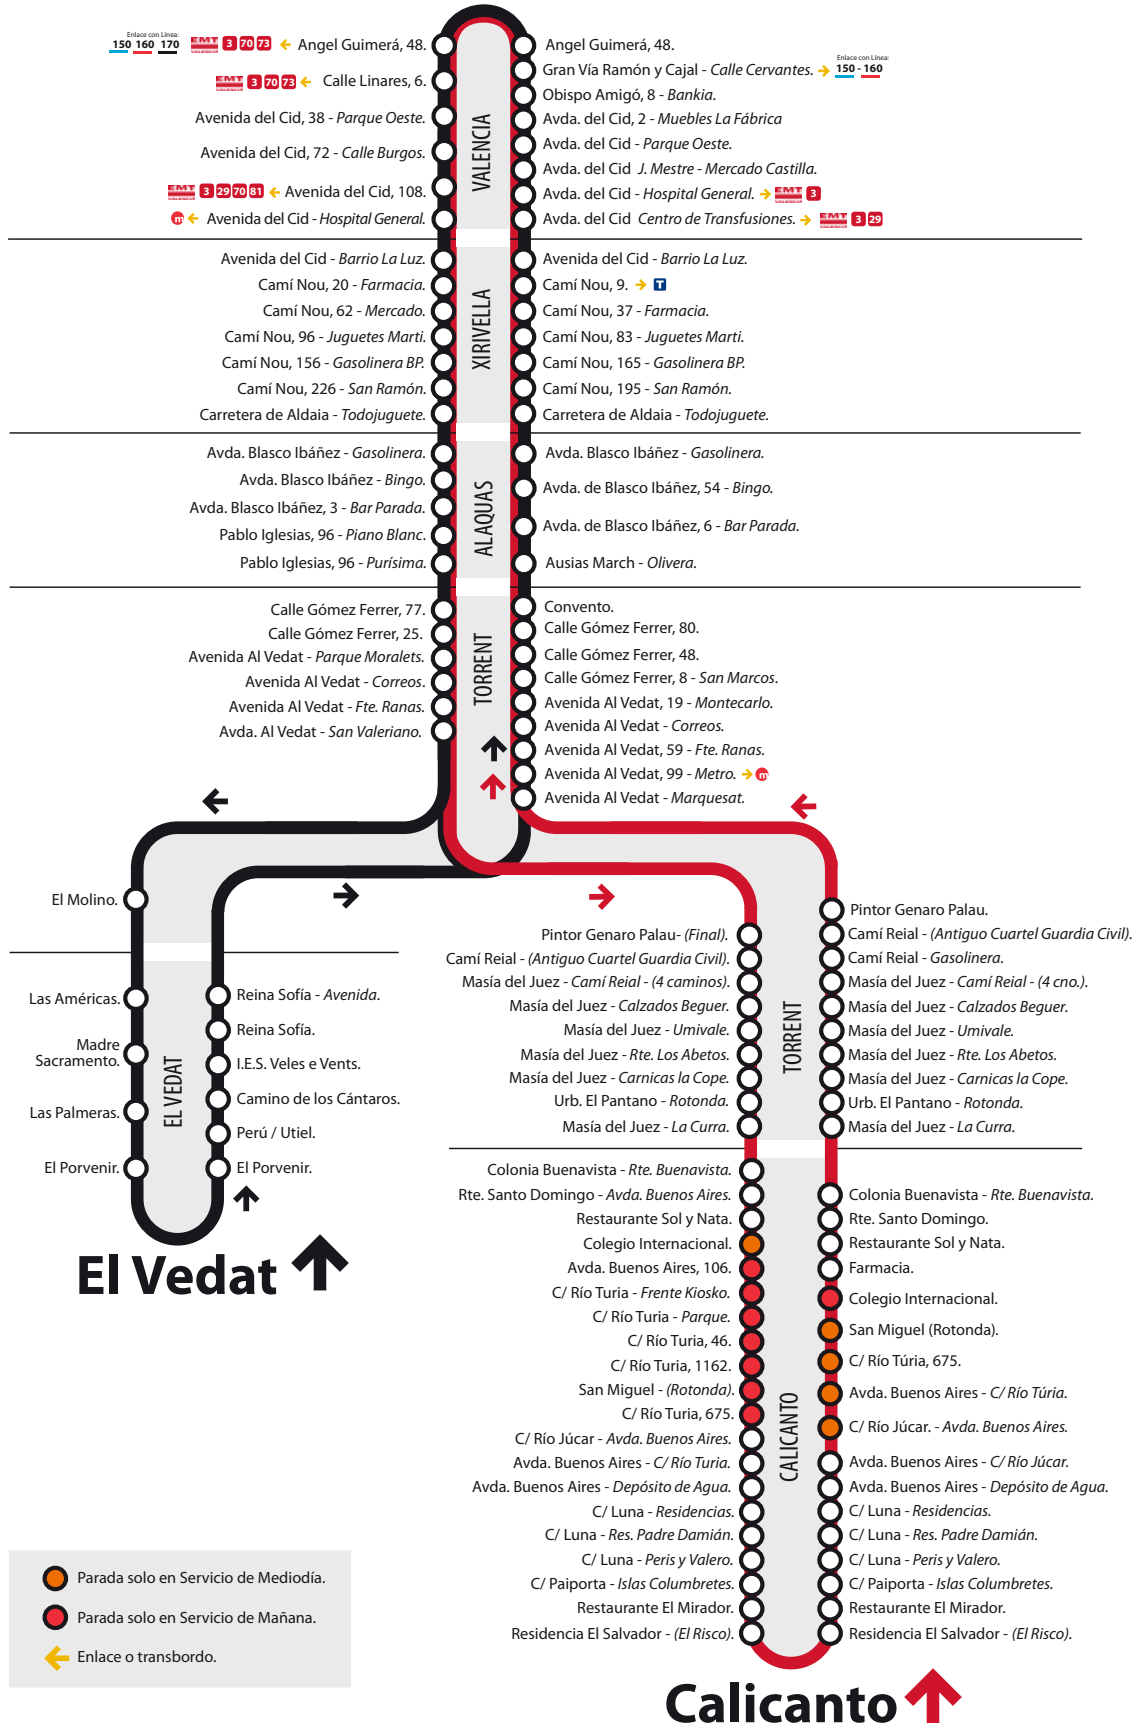 Enlace con Línea:
150 160 170
EMT 3 70 73
Angel Guimerá, 48.
EMT 3 70 73
Calle Linares, 6.
Avenida del Cid, 38 - Parque Oeste.
Avenida del Cid, 72 - Calle Burgos.
EMT 3 29 70 81
Avenida del Cid, 108.
m
Avenida del Cid - Hospital General.
Angel Guimerá, 48.
Gran Vía Ramón y Cajal - Calle Cervantes.
Enlace con Línea:
150 - 160
Obispo Amigó, 8 - Bankia.
Avda. del Cid, 2 - Muebles La Fábrica
Avda. del Cid - Parque Oeste.
Avda. del Cid J. Mestre - Mercado Castilla.
Avda. del Cid - Hospital General.
EMT 3
Avda. del Cid Centro de Transfusiones.
EMT 3 29
VALENCIA
Avenida del Cid - Barrio La Luz.
Camí Nou, 20 - Farmacia.
Camí Nou, 62 - Mercado.
Camí Nou, 96 - Juguetes Marti.
Camí Nou, 156 - Gasolinera BP.
Camí Nou, 226 - San Ramón.
Carretera de Aldaia - Todojuguete.
XIRIVELLA
Avenida del Cid - Barrio La Luz.
Camí Nou, 9.
T
Camí Nou, 37 - Farmacia.
Camí Nou, 83 - Juguetes Marti.
Camí Nou, 165 - Gasolinera BP.
Camí Nou, 195 - San Ramón.
Carretera de Aldaia - Todojuguete.
Avda. Blasco Ibáñez - Gasolinera.
Avda. Blasco Ibáñez - Bingo.
Avda. Blasco Ibáñez, 3 - Bar Parada.
Pablo Iglesias, 96 - Piano Blanc.
Pablo Iglesias, 96 - Purísima.
ALAQUAS
Avda. Blasco Ibáñez - Gasolinera.
Avda. de Blasco Ibáñez, 54 - Bingo.
Avda. de Blasco Ibáñez, 6 - Bar Parada.
Ausias March - Olivera.
Calle Gómez Ferrer, 77.
Calle Gómez Ferrer, 25.
Avenida Al Vedat - Parque Moralets.
Avenida Al Vedat - Correos.
Avenida Al Vedat - Fte. Ranas.
Avda. Al Vedat - San Valeriano.
TORRENT
Convento.
Calle Gómez Ferrer, 80.
Calle Gómez Ferrer, 48.
Calle Gómez Ferrer, 8 - San Marcos.
Avenida Al Vedat, 19 - Montecarlo.
Avenida Al Vedat - Correos.
Avenida Al Vedat, 59 - Fte. Ranas.
Avenida Al Vedat, 99 - Metro.
m
Avenida Al Vedat - Marquesat.
El Molino.
Las Américas.
Madre
Sacramento.
Las Palmeras.
El Porvenir.
EL VEDAT
Reina Sofía - Avenida.
Reina Sofía.
I.E.S. Veles e Vents.
Camino de los Cántaros.
Perú / Utiel.
El Porvenir.
El Vedat
Pintor Genaro Palau- (Final).
Camí Reial - (Antiguo Cuartel Guardia Civil).
Masía del Juez - Camí Reial - (4 caminos).
Masía del Juez - Calzados Beguer.
Masía del Juez - Umivale.
Masía del Juez - Rte. Los Abetos.
Masía del Juez - Carnicas la Cope.
Urb. El Pantano - Rotonda.
Masía del Juez - La Curra.
TORRENT
Pintor Genaro Palau.
Camí Reial - (Antiguo Cuartel Guardia Civil).
Camí Reial - Gasolinera.
Masía del Juez - Camí Reial - (4 cno.).
Masía del Juez - Calzados Beguer.
Masía del Juez - Umivale.
Masía del Juez - Rte. Los Abetos.
Masía del Juez - Carnicas la Cope.
Urb. El Pantano - Rotonda.
Masía del Juez - La Curra.
Colonia Buenavista - Rte. Buenavista.
Rte. Santo Domingo - Avda. Buenos Aires.
Restaurante Sol y Nata.
Colegio Internacional.
Avda. Buenos Aires, 106.
C/ Río Turia - Frente Kiosko.
C/ Río Turia - Parque.
C/ Río Turia, 46.
C/ Río Turia, 1162.
San Miguel - (Rotonda).
C/ Río Turia, 675.
C/ Río Júcar - Avda. Buenos Aires.
Avda. Buenos Aires - C/ Río Turia.
Avda. Buenos Aires - Depósito de Agua.
C/ Luna - Residencias.
C/ Luna - Res. Padre Damián.
C/ Luna - Peris y Valero.
C/ Paiporta - Islas Columbretes.
Restaurante El Mirador.
Residencia El Salvador - (El Risco).
CALICANTO
Colonia Buenavista - Rte. Buenavista.
Rte. Santo Domingo.
Restaurante Sol y Nata.
Farmacia.
Colegio Internacional.
San Miguel (Rotonda).
C/ Río Túria, 675.
Avda. Buenos Aires - C/ Río Túria.
C/ Río Júcar. - Avda. Buenos Aires.
Avda. Buenos Aires - C/ Río Júcar.
Avda. Buenos Aires - Depósito de Agua.
C/ Luna - Residencias.
C/ Luna - Res. Padre Damián.
C/ Luna - Peris y Valero.
C/ Paiporta - Islas Columbretes.
Restaurante El Mirador.
Residencia El Salvador - (El Risco).
Calicanto
Parada solo en Servicio de Mediodía.
Parada solo en Servicio de Mañana.
Enlace o transbordo.